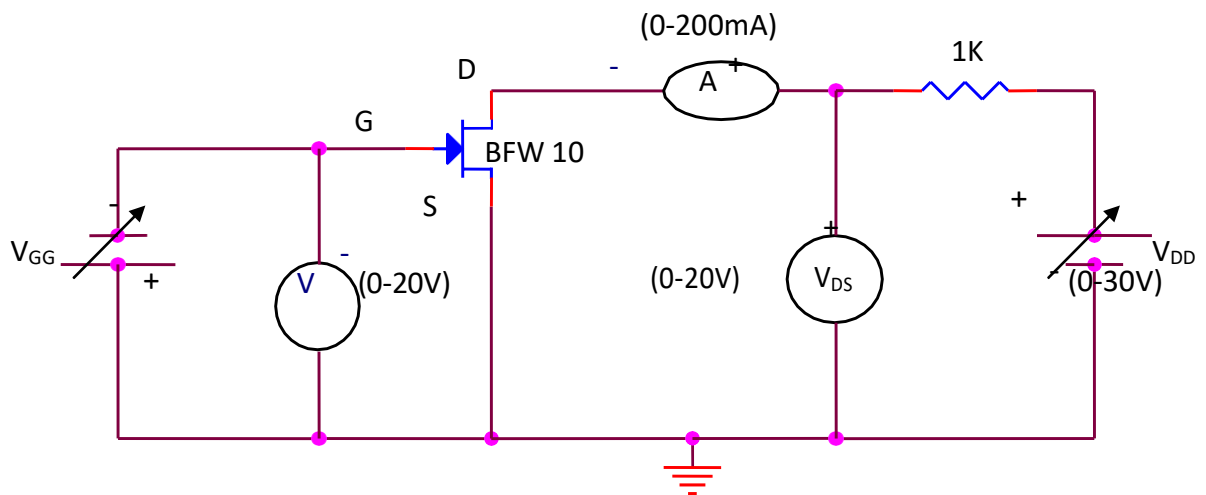 (0-200mA)
1K
D
-
A
+
G
BFW 10
S
-
+
+
V_GG
-
V_DD
+
V
(0-20V)
(0-20V)
V_DS
-
(0-30V)